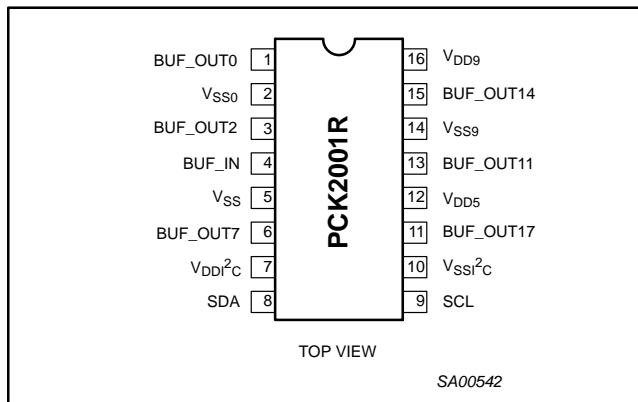 BUF_OUT0 1 16 VDD9
VSS0 2 15 BUF_OUT14
BUF_OUT2 3 14 VSS9
BUF_IN 4 13 BUF_OUT11
VSS 5 12 VDD5
BUF_OUT7 6 11 BUF_OUT17
VDDI²C 7 10 VSSI²C
SDA 8 9 SCL
PCK2001R
TOP VIEW
SA00542